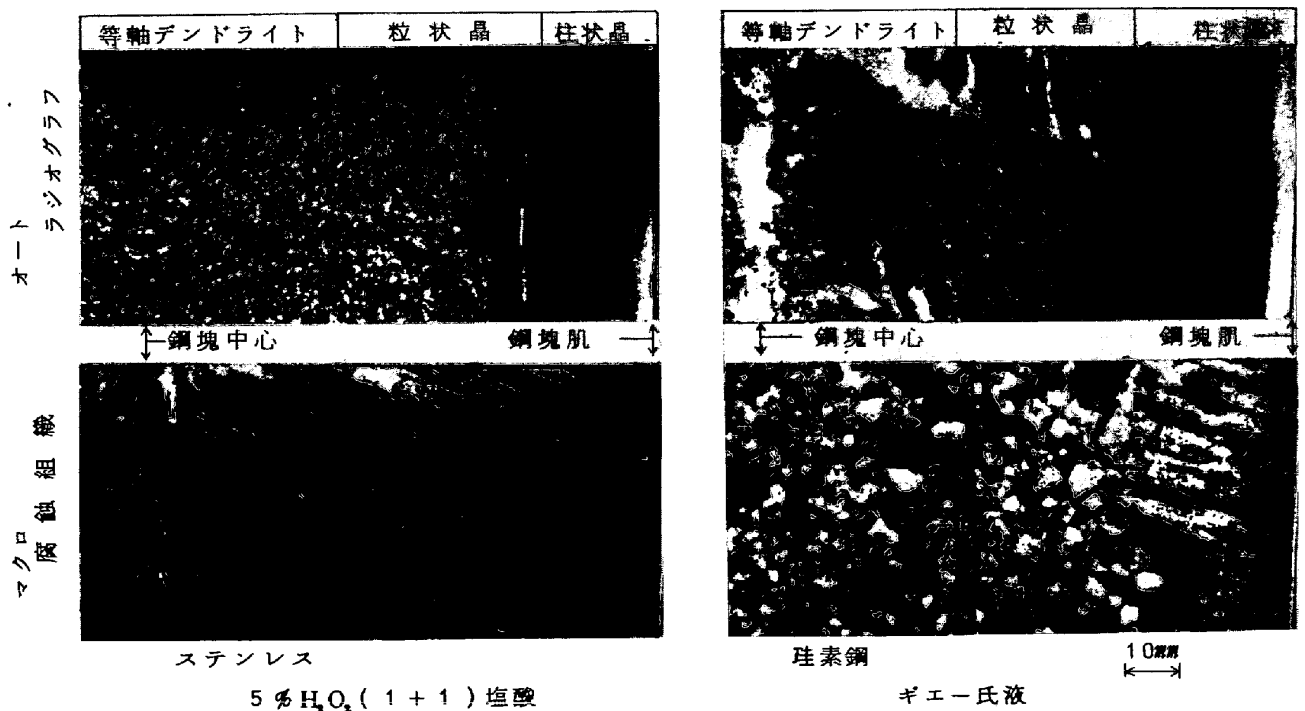 等軸デンドライト 粒状晶 柱状晶
等軸デンドライト 粒状晶 柱状晶
オート
ラジオグラフ
鋼塊中心 鋼塊肌
鋼塊中心 鋼塊肌
マクロ
腐蝕組織
ステンレス
5%H₂O₂(1+1)塩酸
珪素鋼
10mm
ギエー氏液